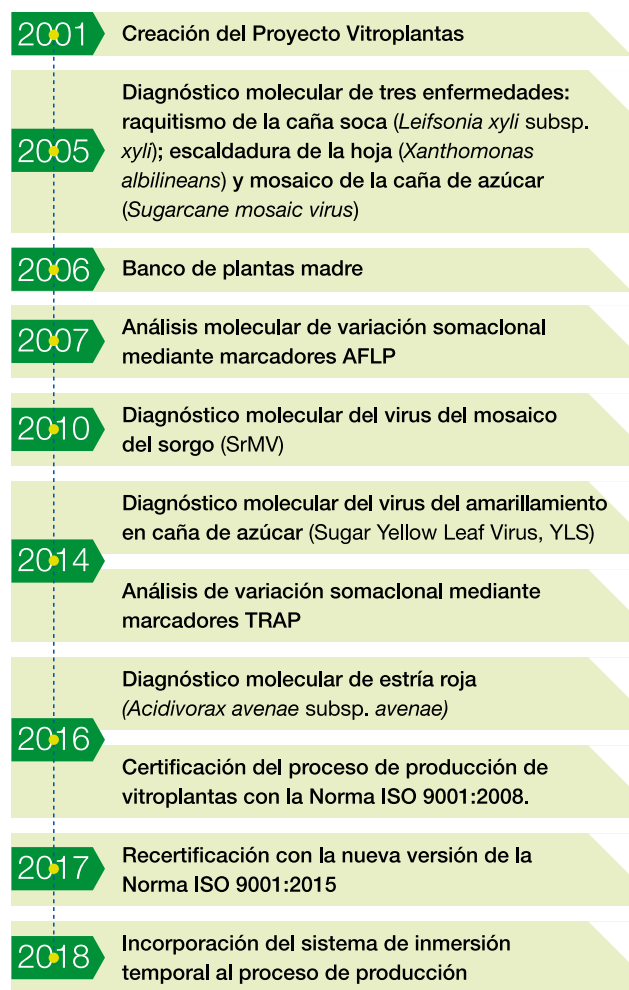 2001
Creación del Proyecto Vitroplantas
2005
Diagnóstico molecular de tres enfermedades:
raquitismo de la caña soca (Leifsonia xyli subsp.
xyli); escaldadura de la hoja (Xanthomonas
albilineans) y mosaico de la caña de azúcar
(Sugarcane mosaic virus)
2006
Banco de plantas madre
2007
Análisis molecular de variación somaclonal
mediante marcadores AFLP
2010
Diagnóstico molecular del virus del mosaico
del sorgo (SrMV)
2014
Diagnóstico molecular del virus del amarillamiento
en caña de azúcar (Sugar Yellow Leaf Virus, YLS)
Análisis de variación somaclonal mediante
marcadores TRAP
2016
Diagnóstico molecular de estría roja
(Acidivorax avenae subsp. avenae)
Certificación del proceso de producción de
vitroplantas con la Norma ISO 9001:2008.
2017
Recertificación con la nueva versión de la
Norma ISO 9001:2015
2018
Incorporación del sistema de inmersión
temporal al proceso de producción